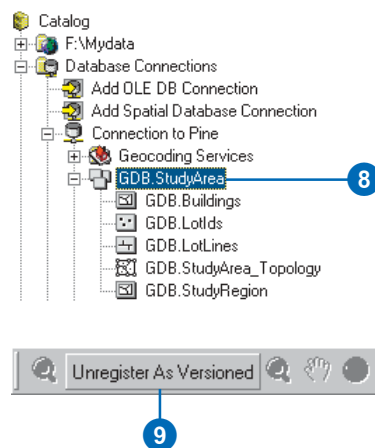 Catalog
F:\Mydata
Database Connections
Add OLE DB Connection
Add Spatial Database Connection
Connection to Pine
Geocoding Services
GDB.StudyArea
8
GDB.Buildings
GDB.LotIds
GDB.LotLines
GDB.StudyArea_Topology
GDB.StudyRegion
Unregister As Versioned
9